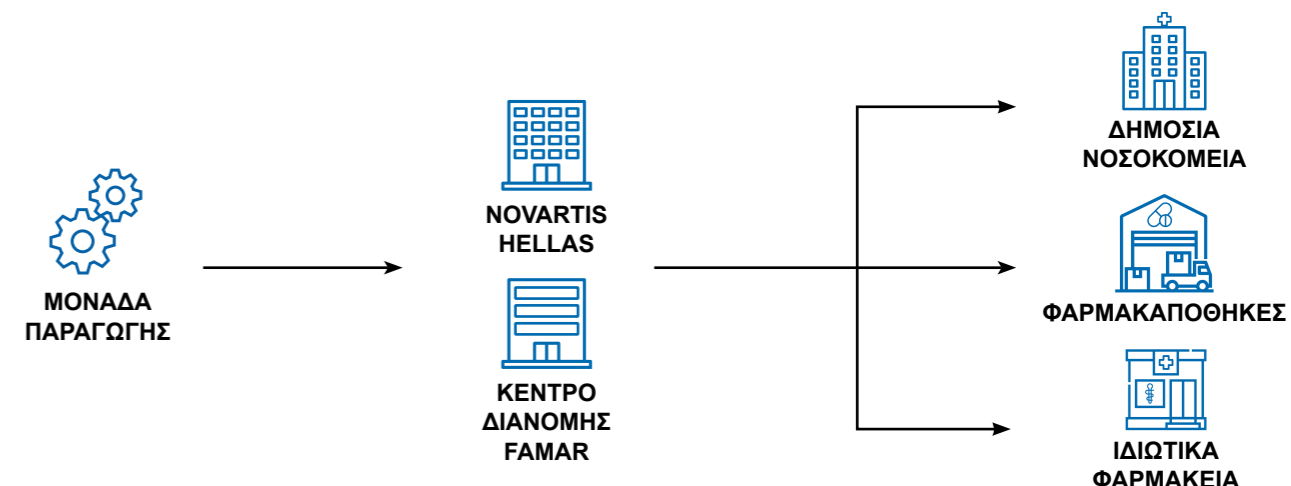 ΜΟΝΑΔΑ
ΠΑΡΑΓΩΓΗΣ
NOVARTIS
HELLAS
ΚΕΝΤΡΟ
ΔΙΑΝΟΜΗΣ
FAMAR
ΔΗΜΟΣΙΑ
ΝΟΣΟΚΟΜΕΙΑ
ΦΑΡΜΑΚΑΠΟΘΗΚΕΣ
ΙΔΙΩΤΙΚΑ
ΦΑΡΜΑΚΕΙΑ